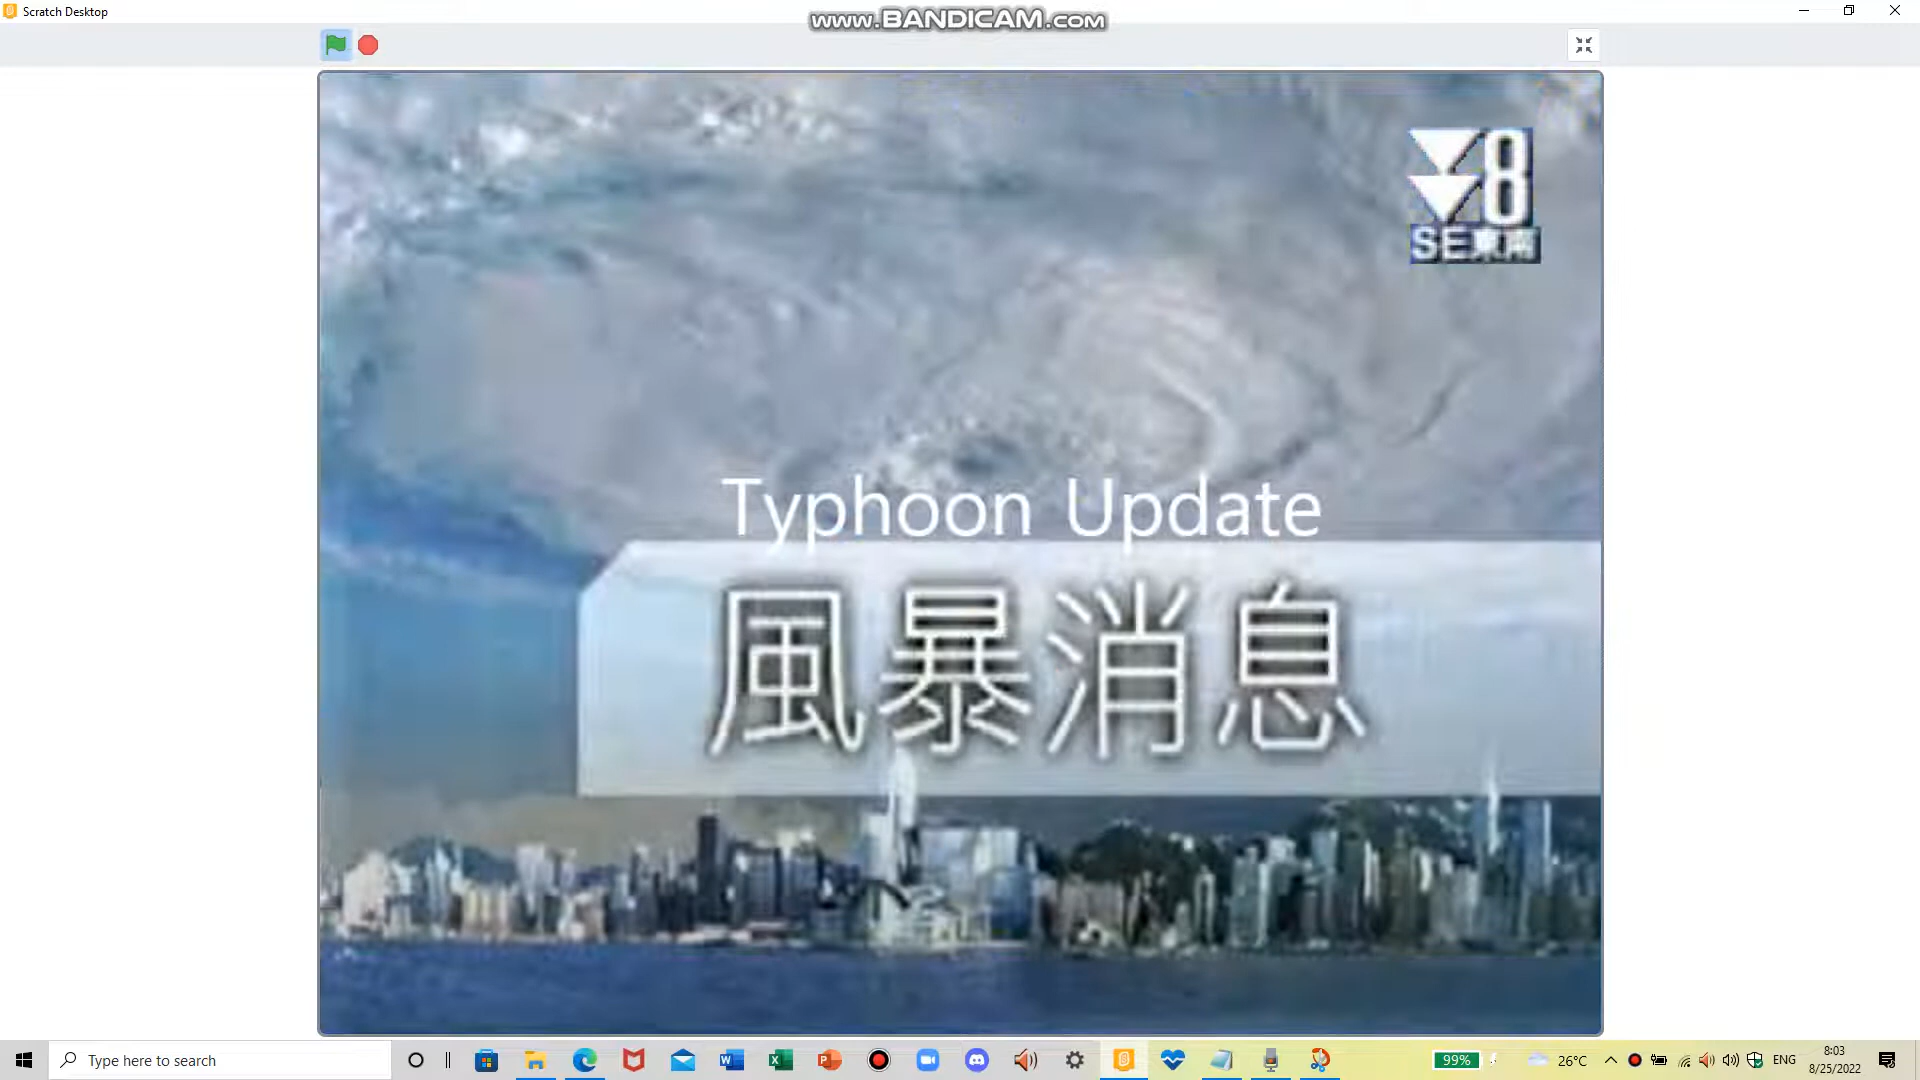 Scratch Desktop
www.BANDICAM.com
8
SE東南
Typhoon Update
風暴消息
Type here to search
99%
26°C
ENG
8:03
8/25/2022